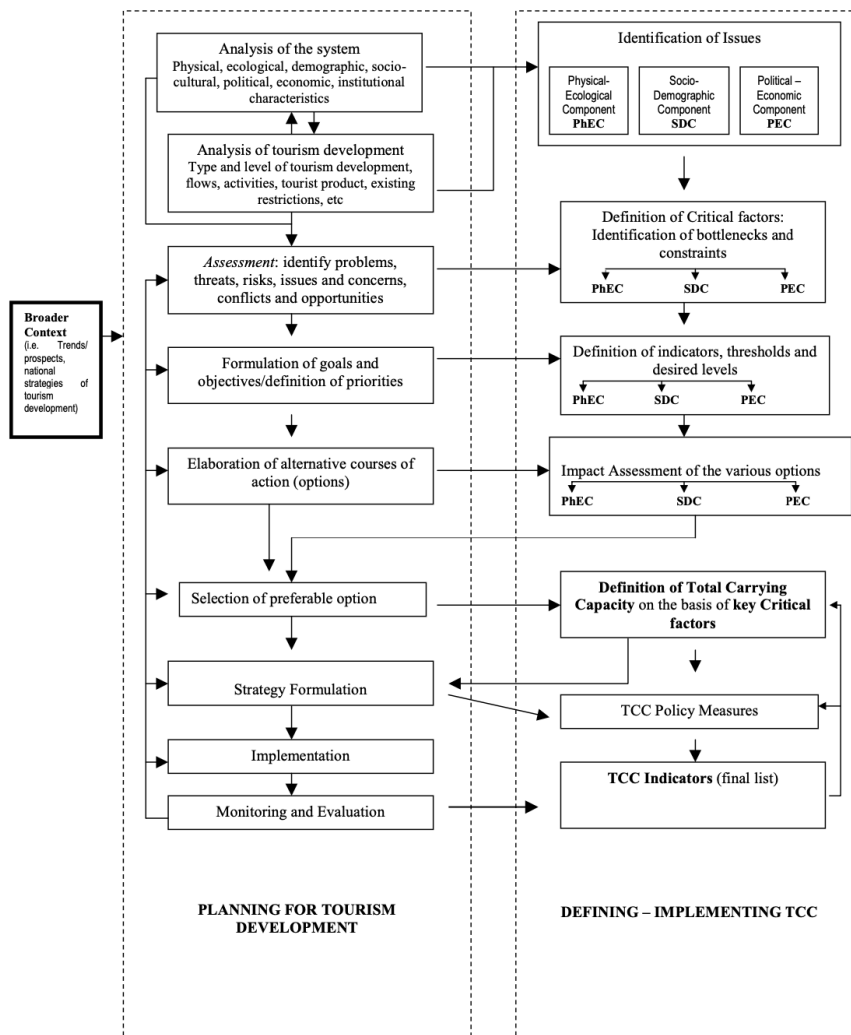 Analysis of the system
Physical, ecological, demographic, socio-
cultural, political, economic, institutional
characteristics
Analysis of tourism development
Type and level of tourism development,
flows, activities, tourist product, existing
restrictions, etc
Assessment: identify problems,
threats, risks, issues and concerns,
conflicts and opportunities
Broader
Context
(i.e. Trends/
prospects,
national
strategies of
tourism
development)
Formulation of goals and
objectives/definition of priorities
Elaboration of alternative courses of
action (options)
Selection of preferable option
Strategy Formulation
Implementation
Monitoring and Evaluation
PLANNING FOR TOURISM
DEVELOPMENT
Identification of Issues
Physical-
Ecological
Component
PhEC
Socio-
Demographic
Component
SDC
Political –
Economic
Component
PEC
Definition of Critical factors:
Identification of bottlenecks and
constraints
PhEC SDC PEC
Definition of indicators, thresholds and
desired levels
PhEC SDC PEC
Impact Assessment of the various options
PhEC SDC PEC
Definition of Total Carrying
Capacity on the basis of key Critical
factors
TCC Policy Measures
TCC Indicators (final list)
DEFINING – IMPLEMENTING TCC